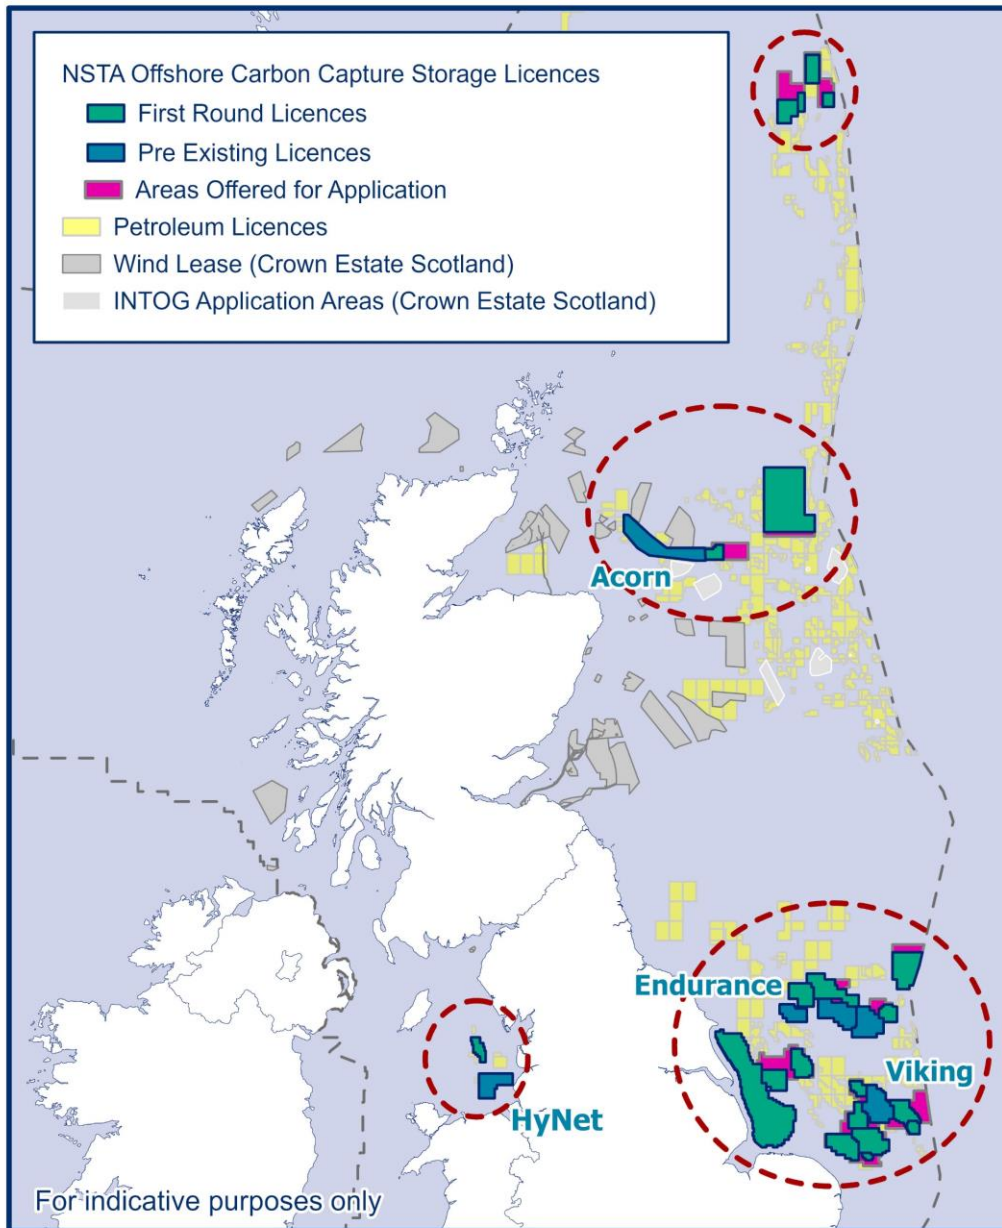 NSTA Offshore Carbon Capture Storage Licences
First Round Licences
Pre Existing Licences
Areas Offered for Application
Petroleum Licences
Wind Lease (Crown Estate Scotland)
INTOG Application Areas (Crown Estate Scotland)
Acorn
Endurance
Viking
HyNet
For indicative purposes only